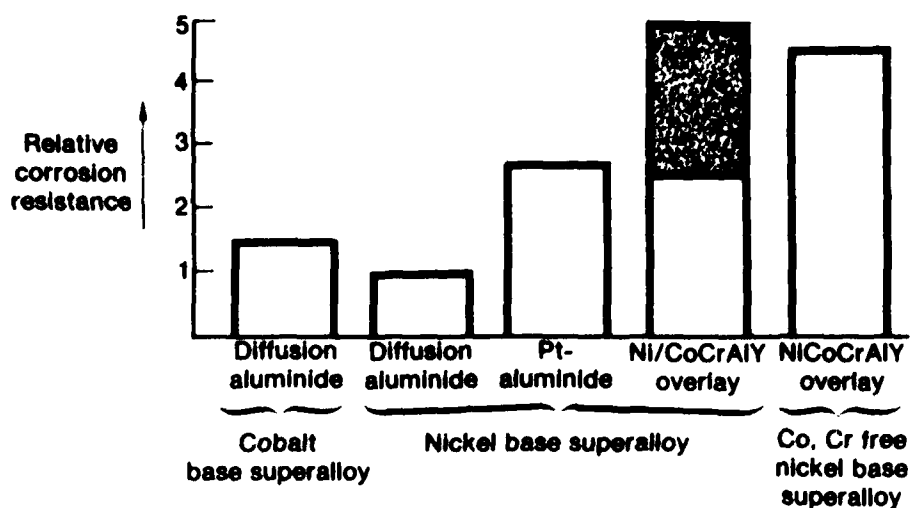 5
4
3
2
1
Relative
corrosion
resistance
Diffusion
aluminide
Diffusion
aluminide
Pt-
aluminide
Ni/CoCrAlY
overlay
NiCoCrAlY
overlay
Cobalt
base superalloy
Nickel base superalloy
Co, Cr free
nickel base
superalloy